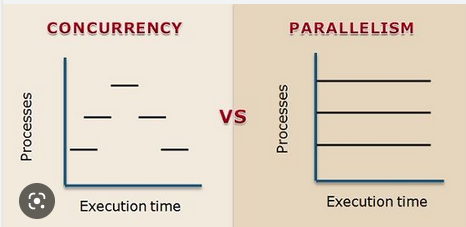 CONCURRENCY
Processes
Execution time
VS
PARALLELISM
Processes
Execution time